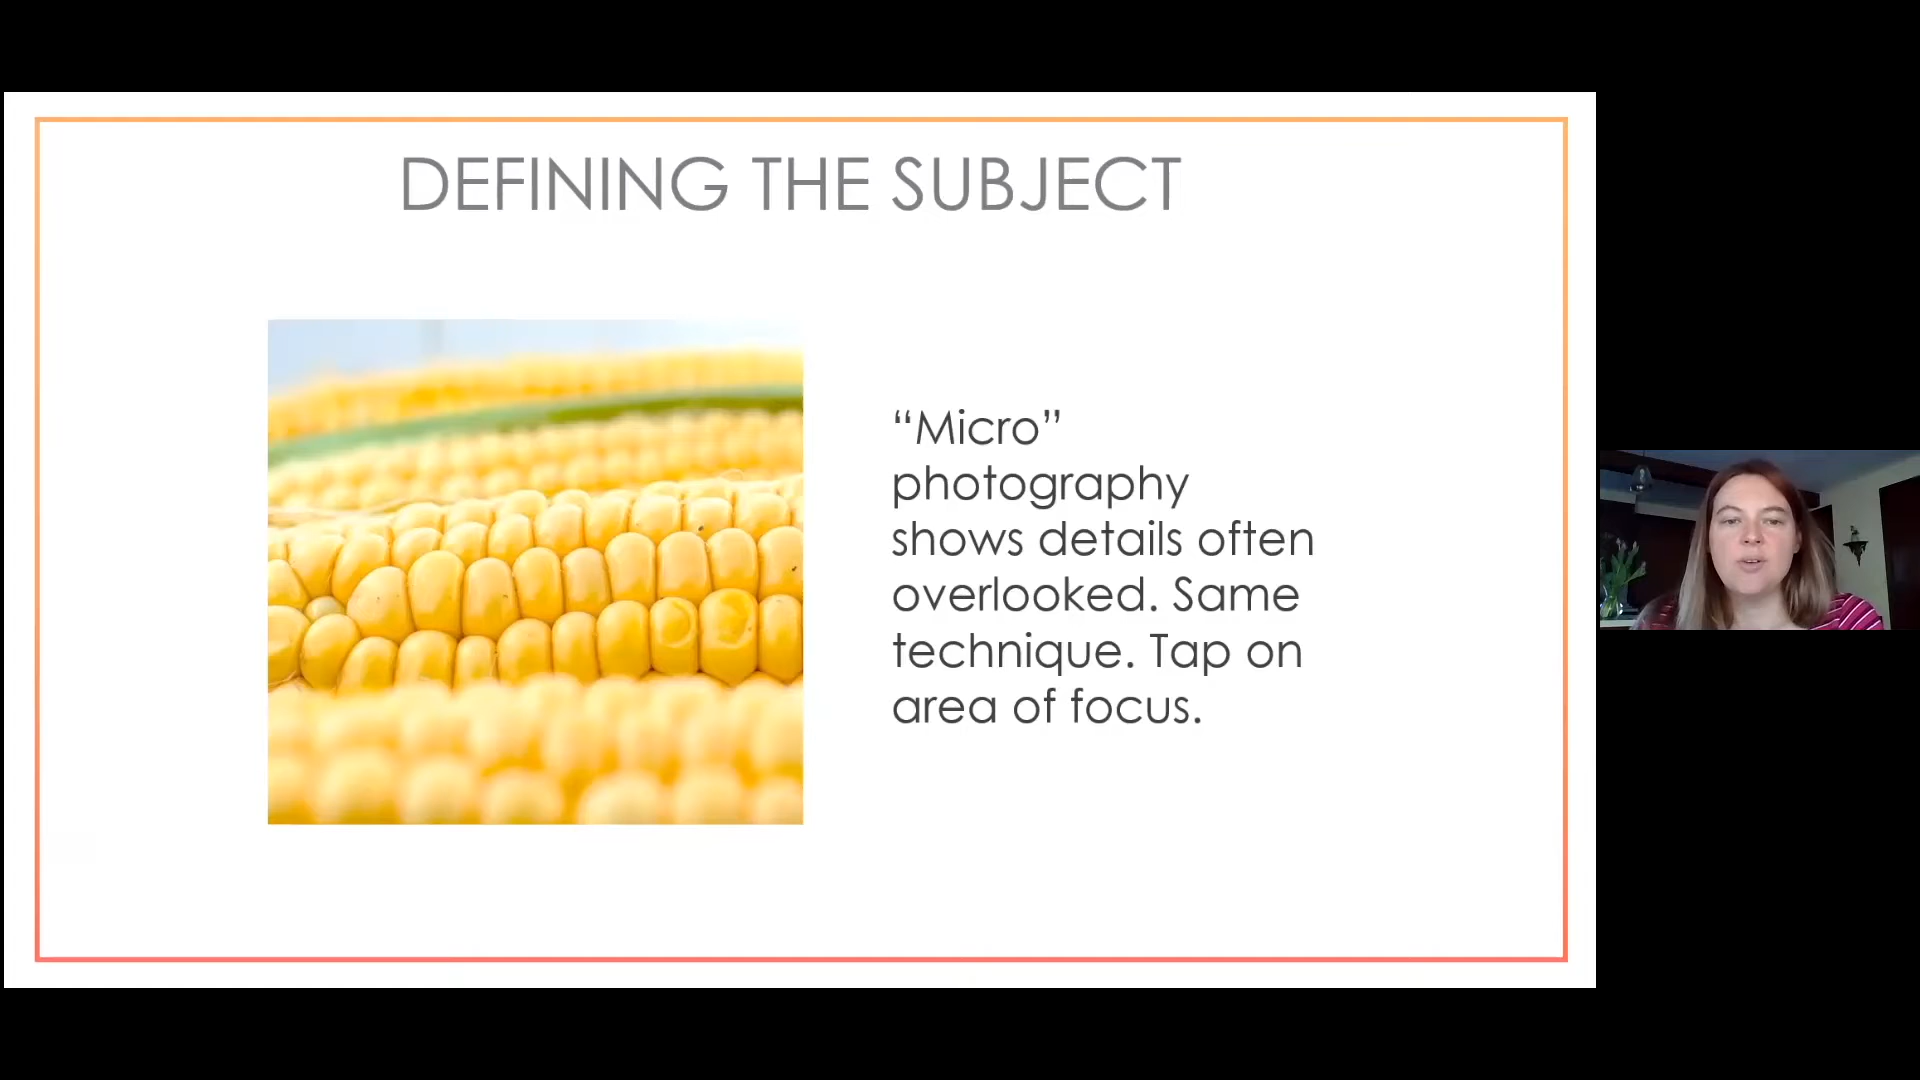 DEFINING THE SUBJECT
“Micro”
photography
shows details often
overlooked. Same
technique. Tap on
area of focus.